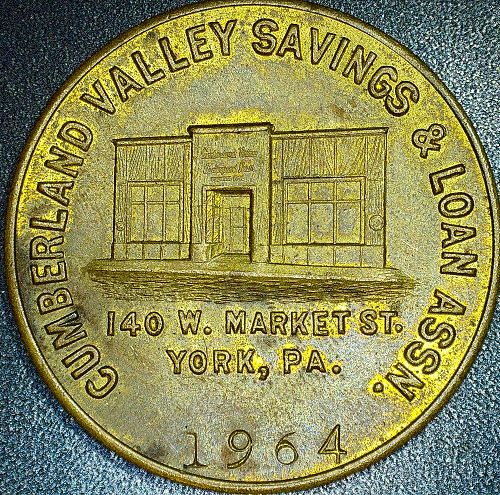 CUMBERLAND VALLEY SAVINGS & LOAN ASSN.
140 W. MARKET ST.
YORK, PA.
1964